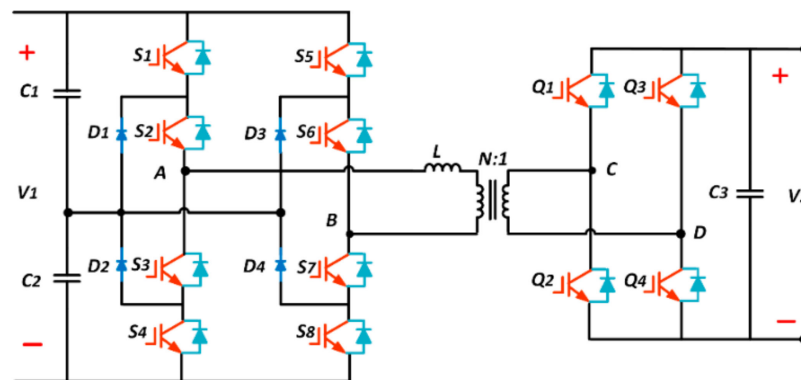 +
C1
V1
C2
−
S1
D1
S2
A
D2
S3
S4
S5
D3
S6
B
D4
S7
S8
L
N:1
Q1
Q3
C
D
Q2
Q4
C3
+
−